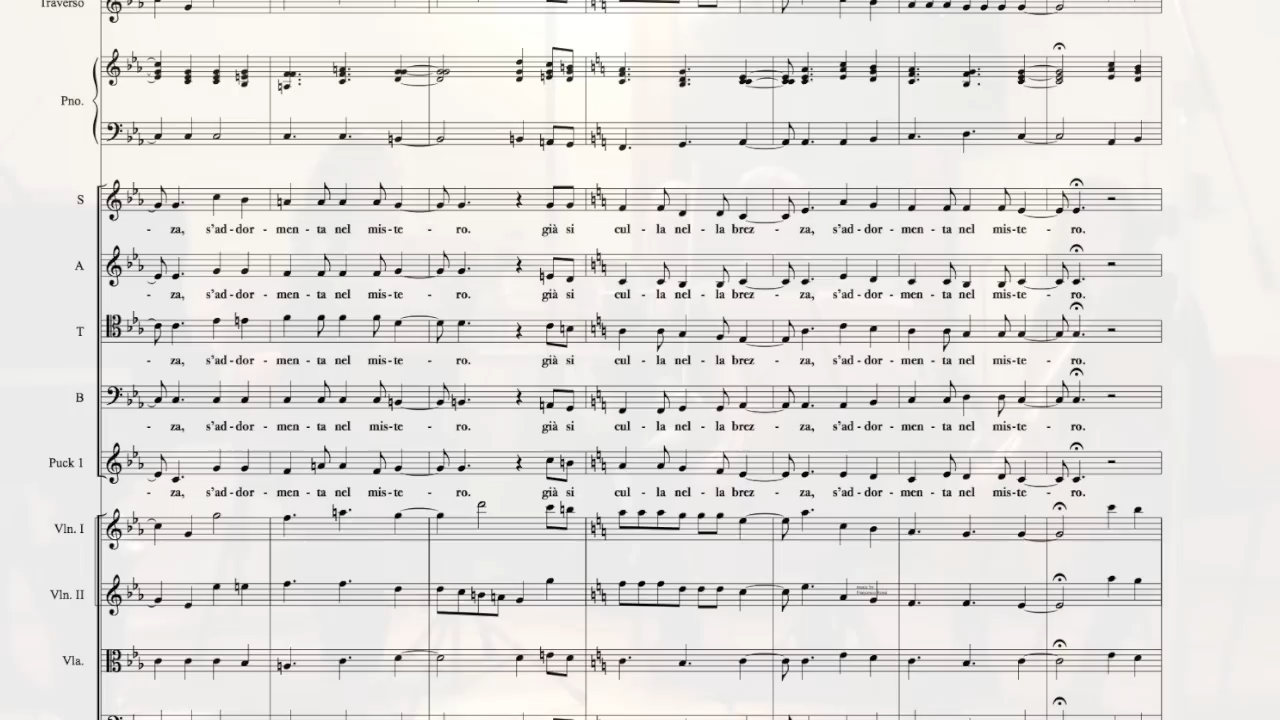 Traverso
Pno.
S
- za, s'ad - dor - men - ta nel mis - te - ro. già si cul - la nel - la brez - za, s'ad - dor - men - ta nel mis - te - ro.
A
- za, s'ad - dor - men - ta nel mis - te - ro. già si cul - la nel - la brez - za, s'ad - dor - men - ta nel mis - te - ro.
T
- za, s'ad - dor - men - ta nel mis - te - ro. già si cul - la nel - la brez - za, s'ad - dor - men - ta nel mis - te - ro.
B
- za, s'ad - dor - men - ta nel mis - te - ro. già si cul - la nel - la brez - za, s'ad - dor - men - ta nel mis - te - ro.
Puck 1
- za, s'ad - dor - men - ta nel mis - te - ro. già si cul - la nel - la brez - za, s'ad - dor - men - ta nel mis - te - ro.
Vln. I
Vln. II
Vla.